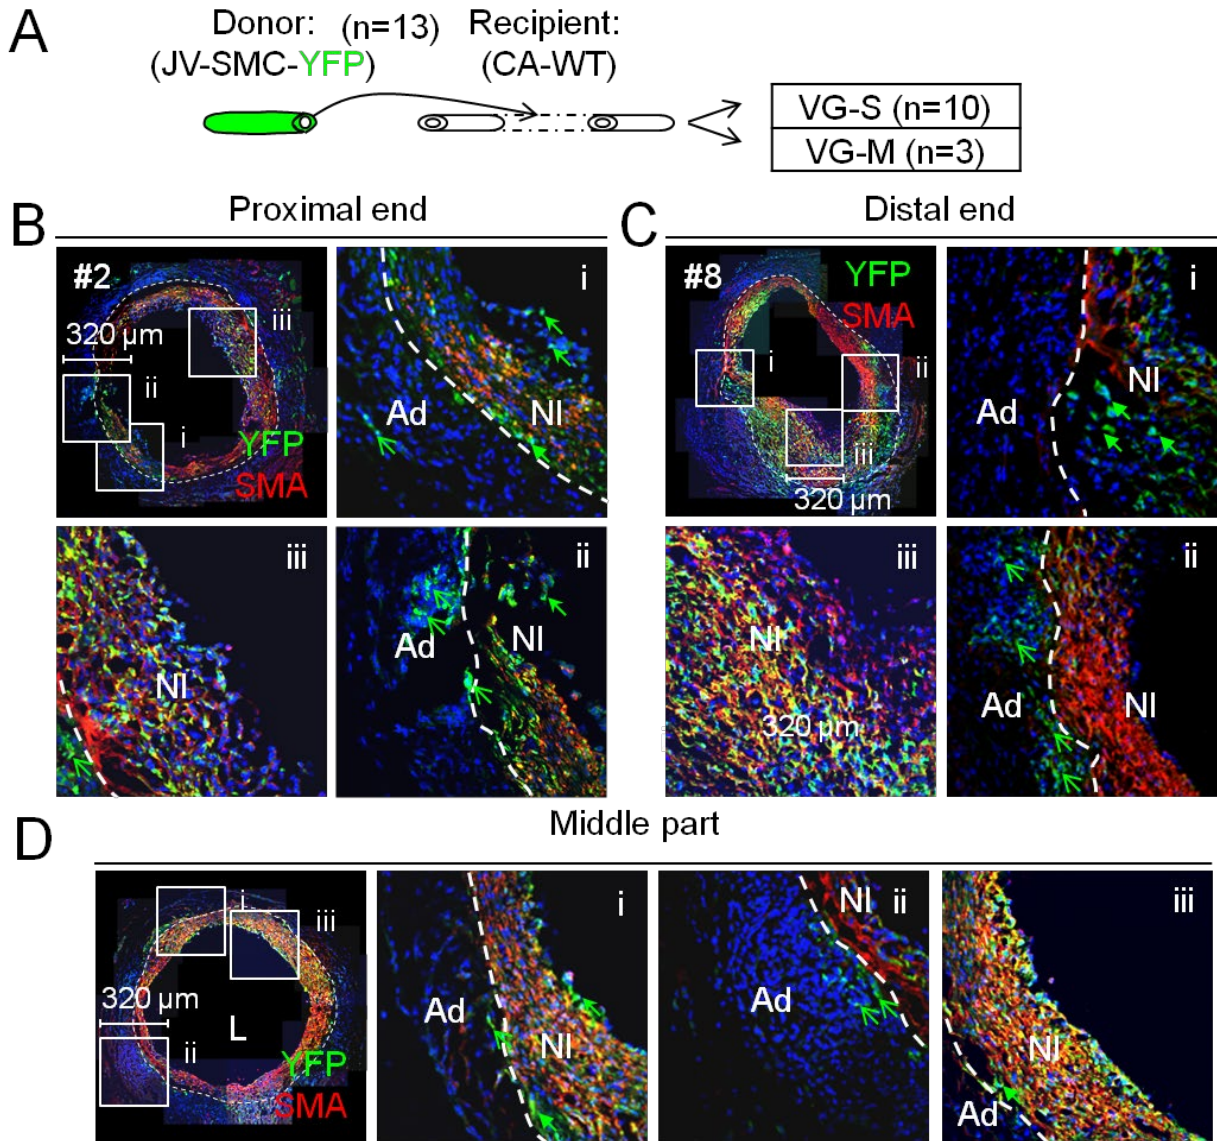 A
Donor: (n=13) Recipient:
(JV-SMC-YFP) (CA-WT)
VG-S (n=10)
VG-M (n=3)
B
Proximal end
#2
320 µm
iii
ii
i
YFP
SMA
i
Ad
NI
iii
NI
ii
Ad
NI
C
Distal end
#8
YFP
SMA
i
ii
iii
320 µm
i
NI
Ad
iii
NI
320 µm
ii
Ad
NI
D
Middle part
i
iii
320 µm
L
ii
YFP
SMA
i
Ad
NI
NI
ii
Ad
iii
NI
Ad